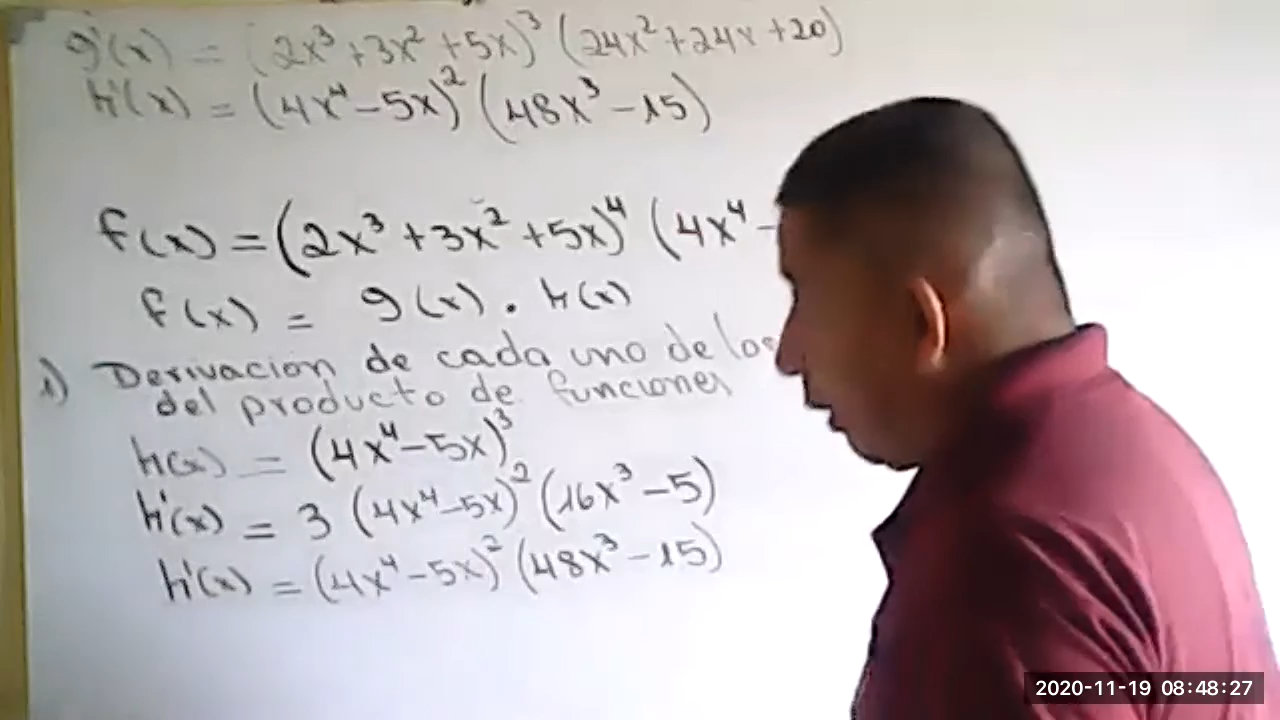 g'(x) = (2x³+3x²+5x)³ (24x²+24x+20)
h'(x) = (4x⁴-5x)² (48x³-15)
f(x) = (2x³+3x²+5x)⁴ (4x⁴-
f(x) = g(x) . h(x)
1) Derivación de cada uno de los
del producto de funciones
h(x) = (4x⁴-5x)³
h'(x) = 3 (4x⁴-5x)² (16x³-5)
h'(x) = (4x⁴-5x)² (48x³-15)
2020-11-19 08:48:27